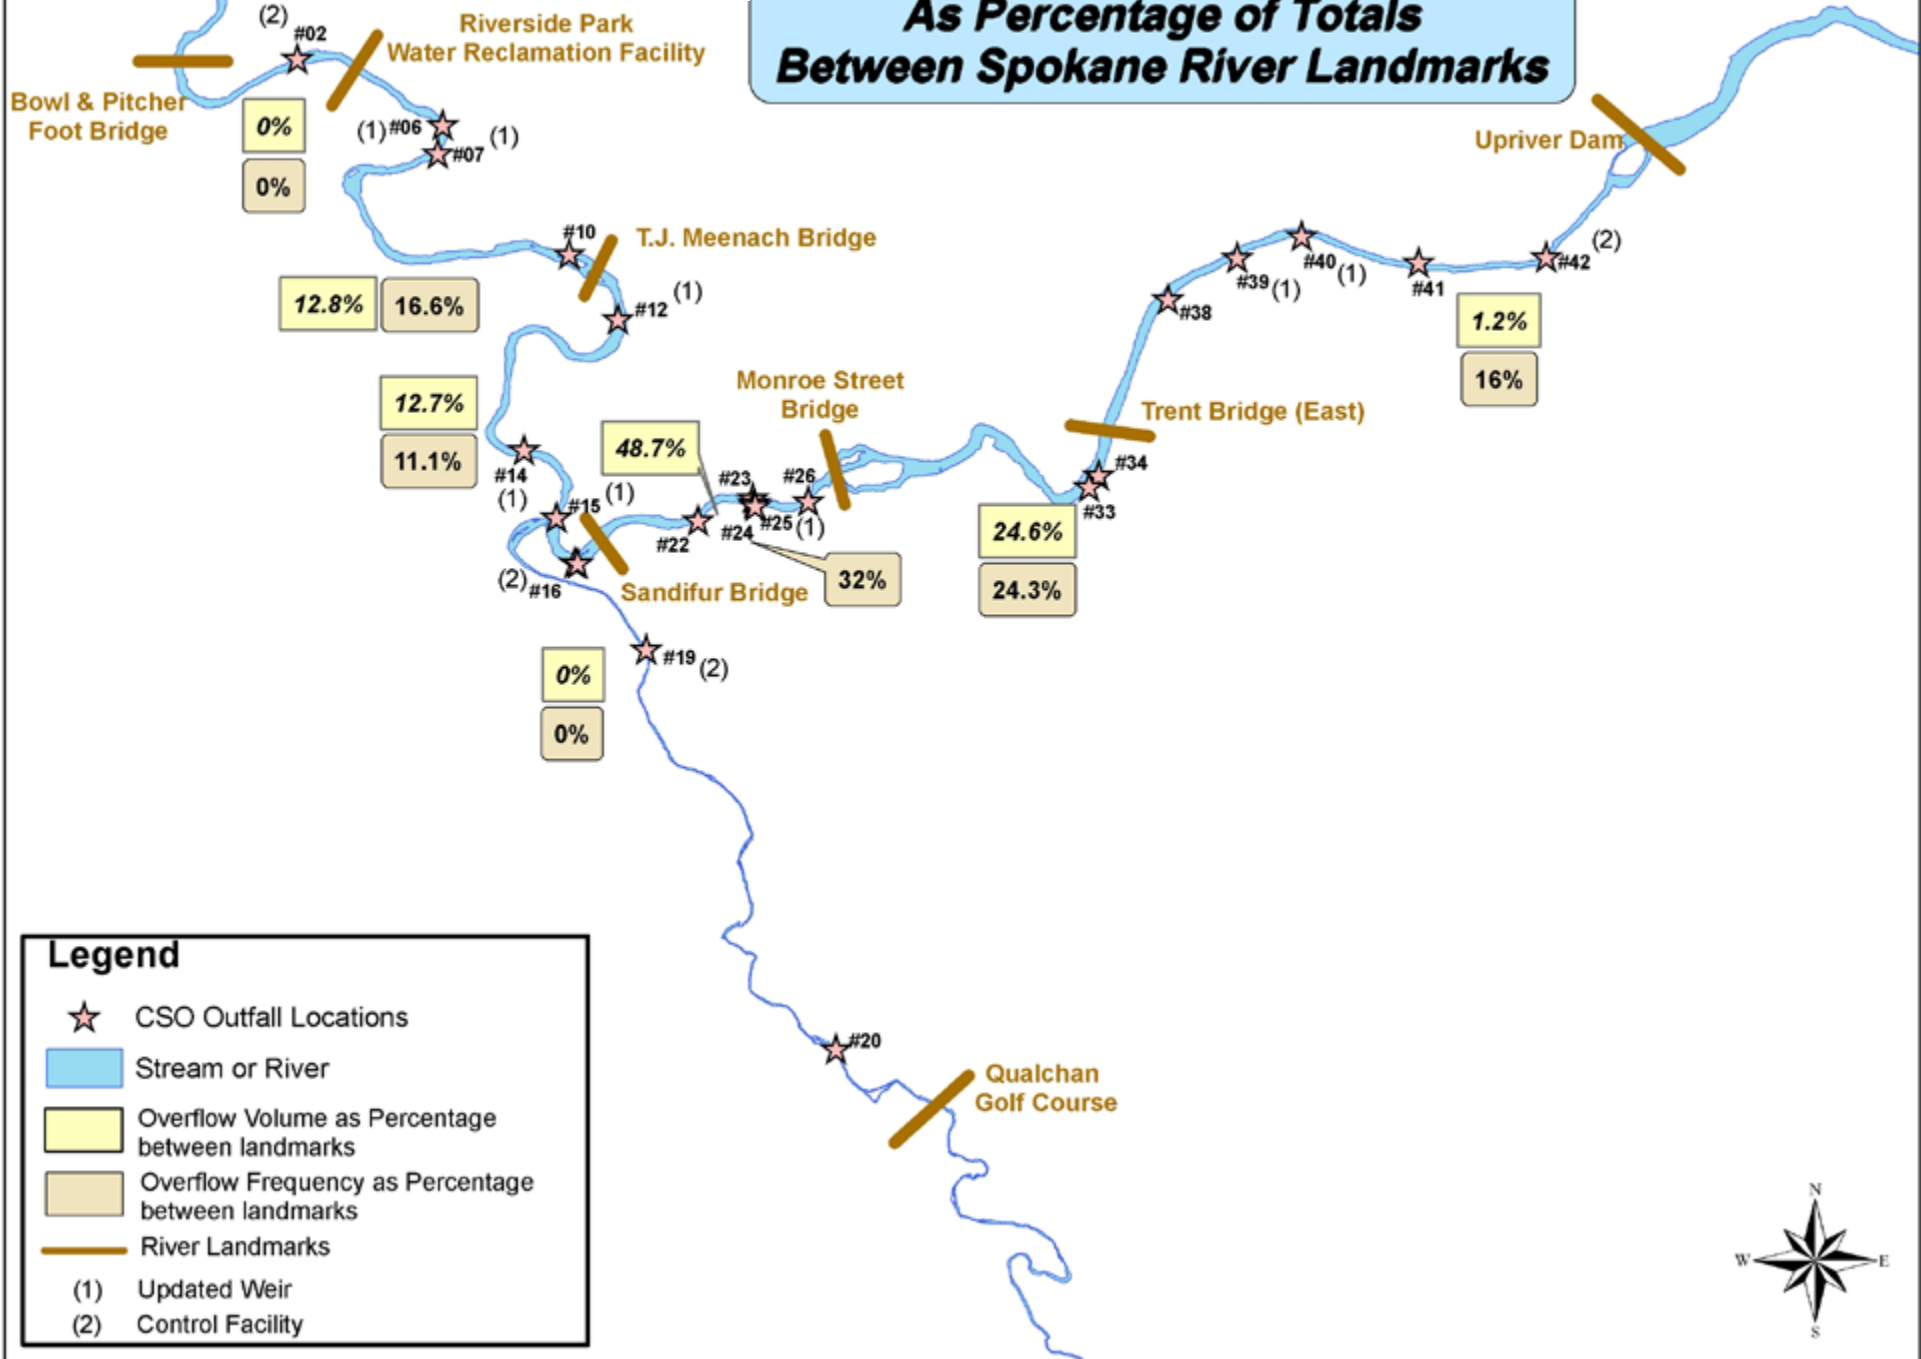 As Percentage of Totals
Between Spokane River Landmarks
(2)
#02
Riverside Park
Water Reclamation Facility
Bowl & Pitcher
Foot Bridge
0%
0%
(1)
#06
(1)
#07
#10
T.J. Meenach Bridge
12.8%
16.6%
(1)
#12
12.7%
11.1%
#14
(1)
#15
(1)
48.7%
Monroe Street
Bridge
#23
#26
#22
#24
#25
(1)
32%
(2)
#16
Sandifur Bridge
#19
(2)
0%
0%
Upriver Dam
(2)
#42
#41
#40
(1)
#39
(1)
#38
1.2%
16%
Trent Bridge (East)
#34
#33
24.6%
24.3%
#20
Qualchan
Golf Course
Legend
CSO Outfall Locations
Stream or River
Overflow Volume as Percentage
between landmarks
Overflow Frequency as Percentage
between landmarks
River Landmarks
(1) Updated Weir
(2) Control Facility
N
W
E
S